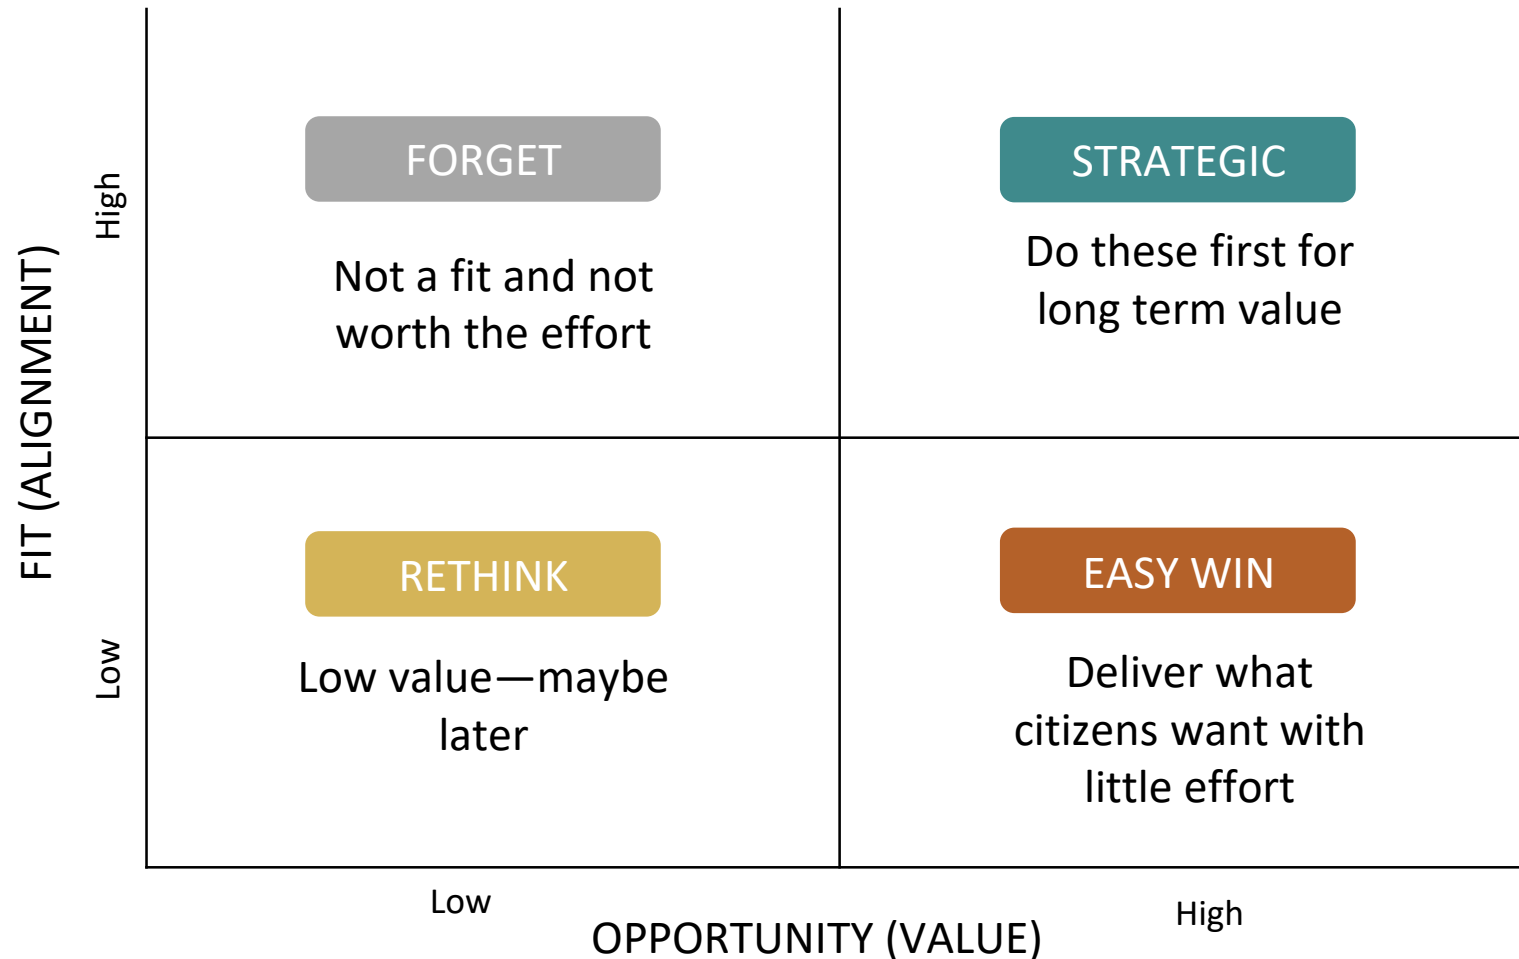 FORGET
Not a fit and not
worth the effort
STRATEGIC
Do these first for
long term value
RETHINK
Low value—maybe
later
EASY WIN
Deliver what
citizens want with
little effort
FIT (ALIGNMENT)
High
Low
Low
High
OPPORTUNITY (VALUE)